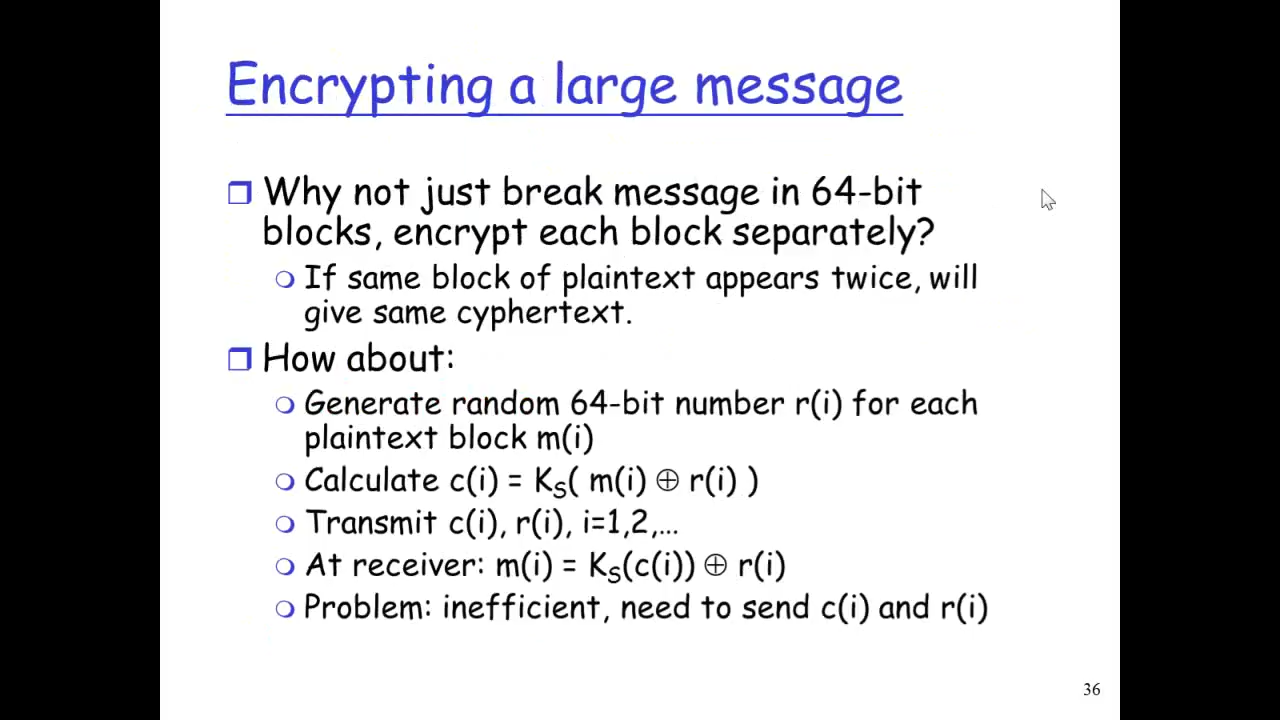 Encrypting a large message
Why not just break message in 64-bit
blocks, encrypt each block separately?
If same block of plaintext appears twice, will
give same cyphertext.
How about:
Generate random 64-bit number r(i) for each
plaintext block m(i)
Calculate c(i) = KS( m(i) ⊕ r(i) )
Transmit c(i), r(i), i=1,2,…
At receiver: m(i) = KS(c(i)) ⊕ r(i)
Problem: inefficient, need to send c(i) and r(i)
36